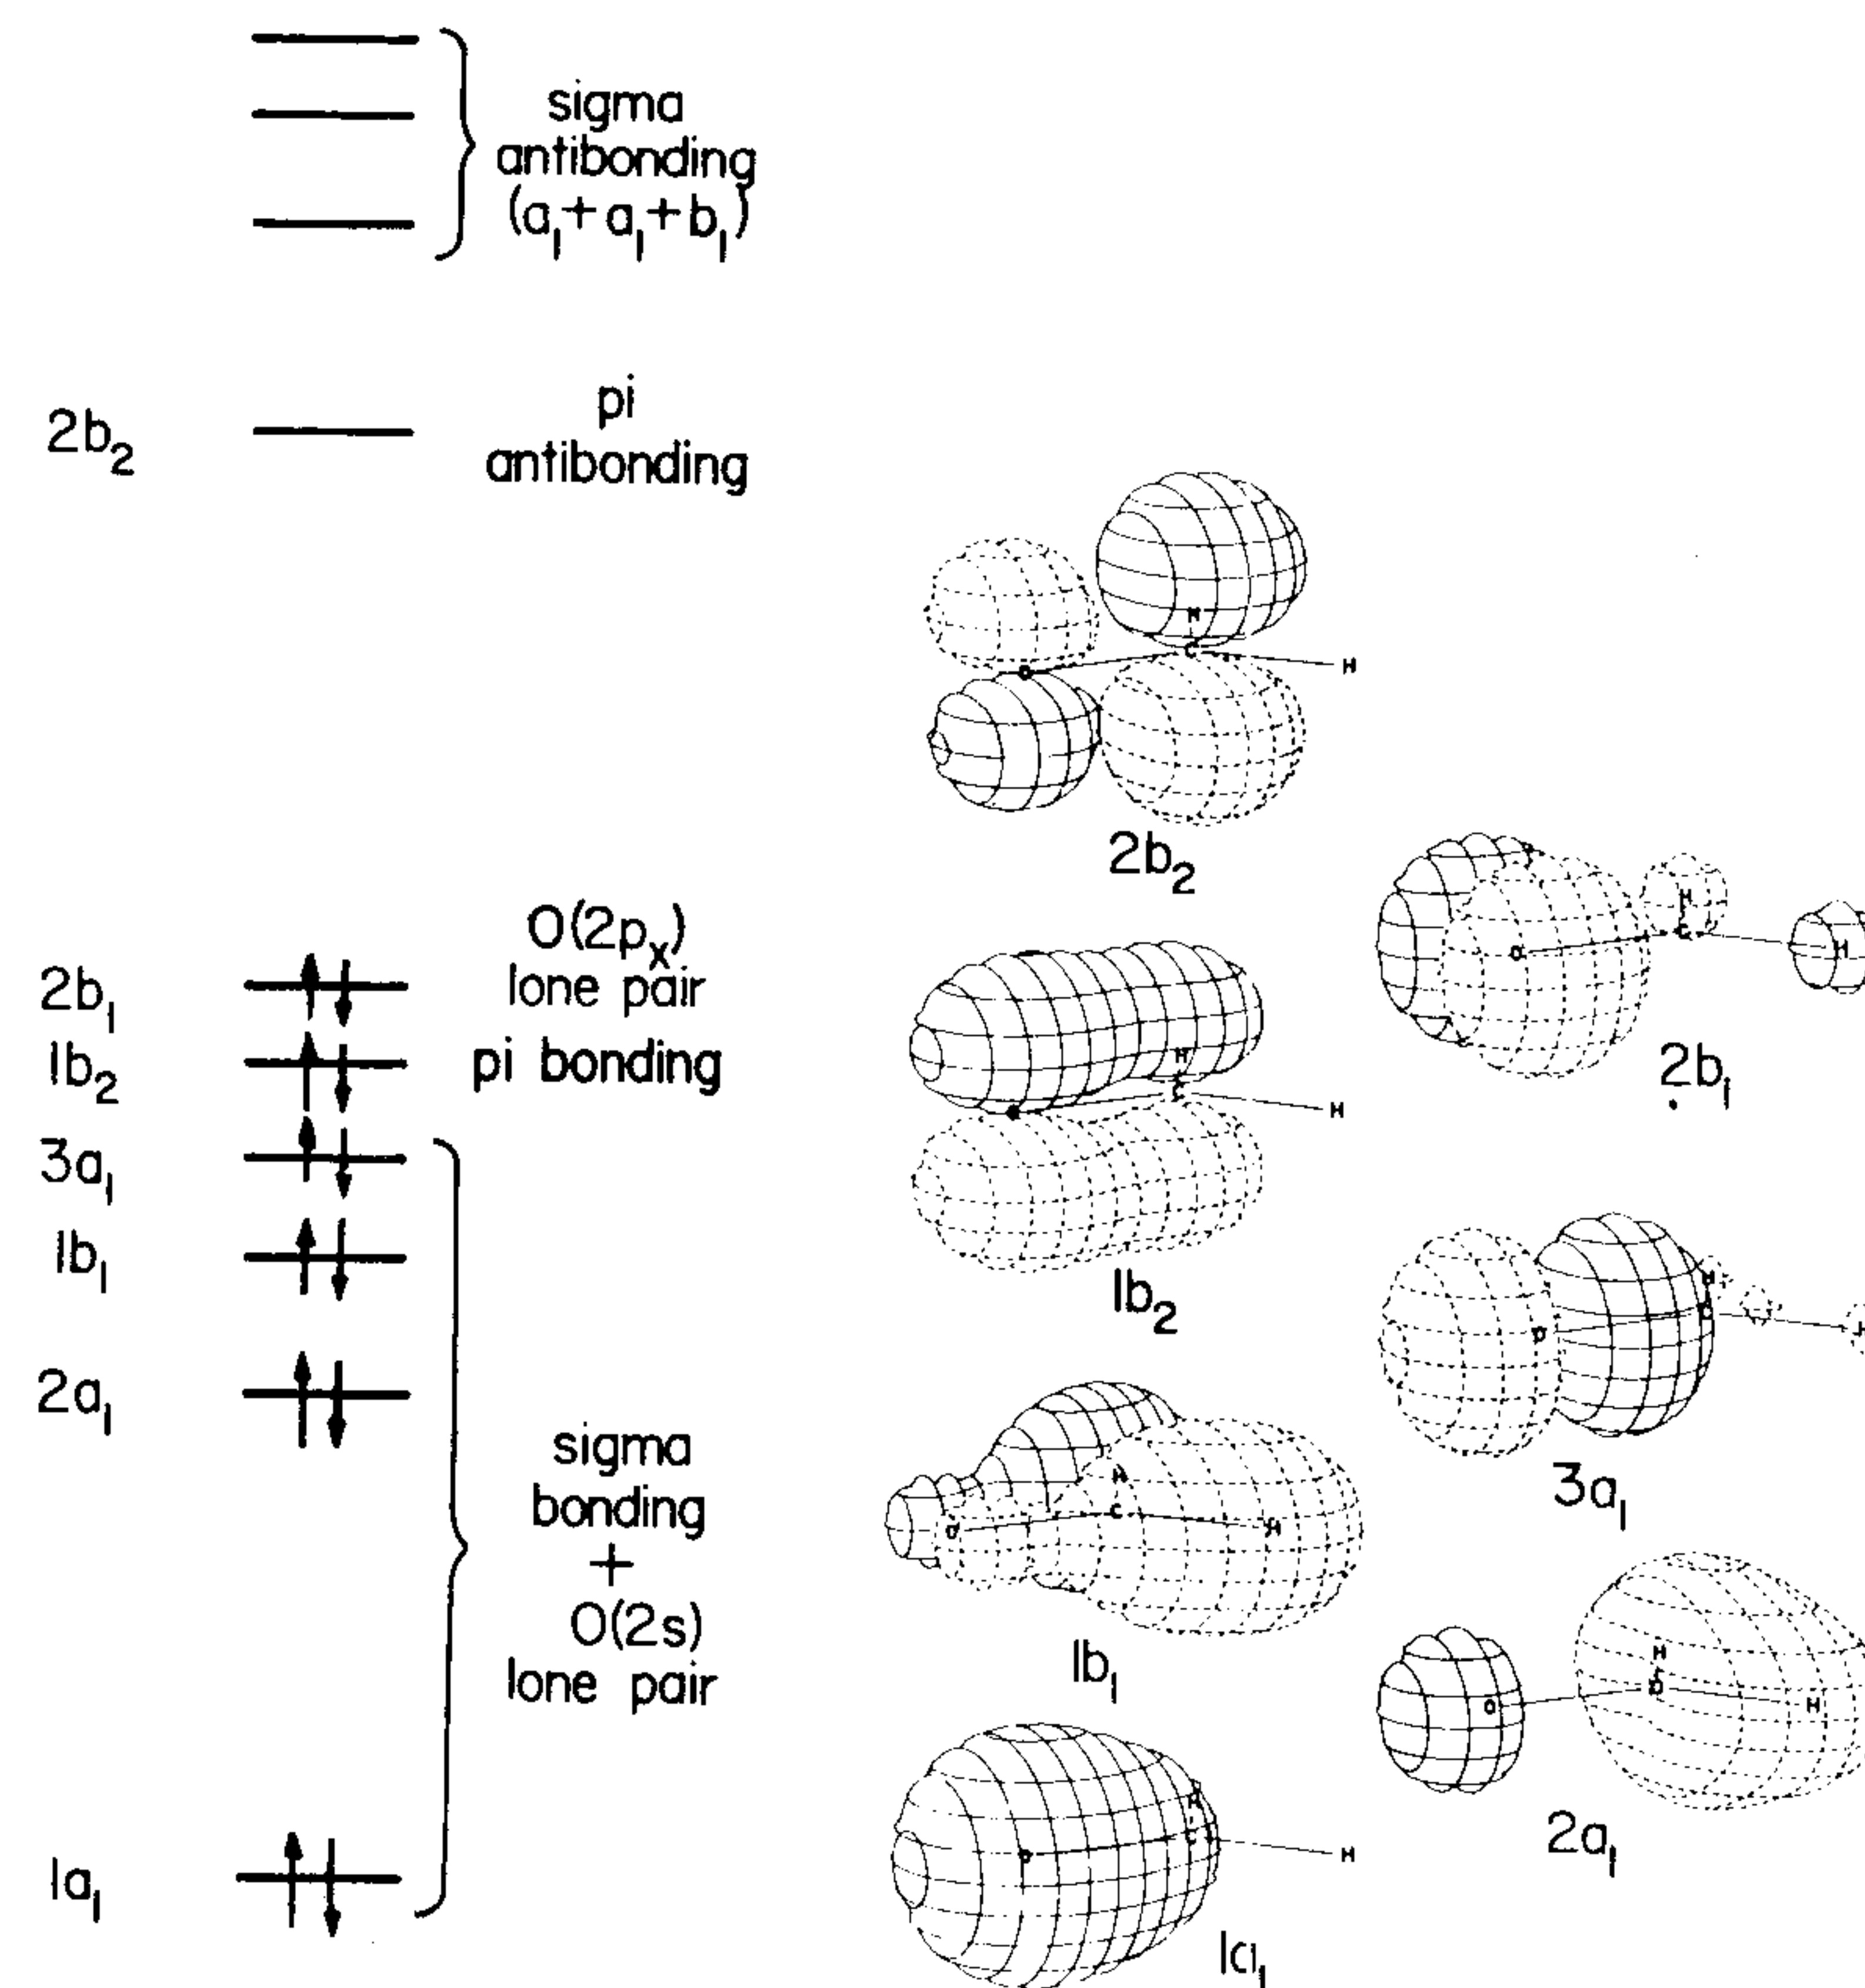 sigma
antibonding
(a₁+a₁+b₁)
2b₂
pi
antibonding
H
C
O
H
2b₂
O(2pₓ)
lone pair
2b₁
1b₂
pi bonding
3a₁
1b₁
2a₁
sigma
bonding
+
O(2s)
lone pair
1a₁
H
C
O
H
2b₁
H
C
H
1b₂
H
O
H
3a₁
H
C
O
H
1b₁
H
O
H
2a₁
H
C
O
H
1a₁